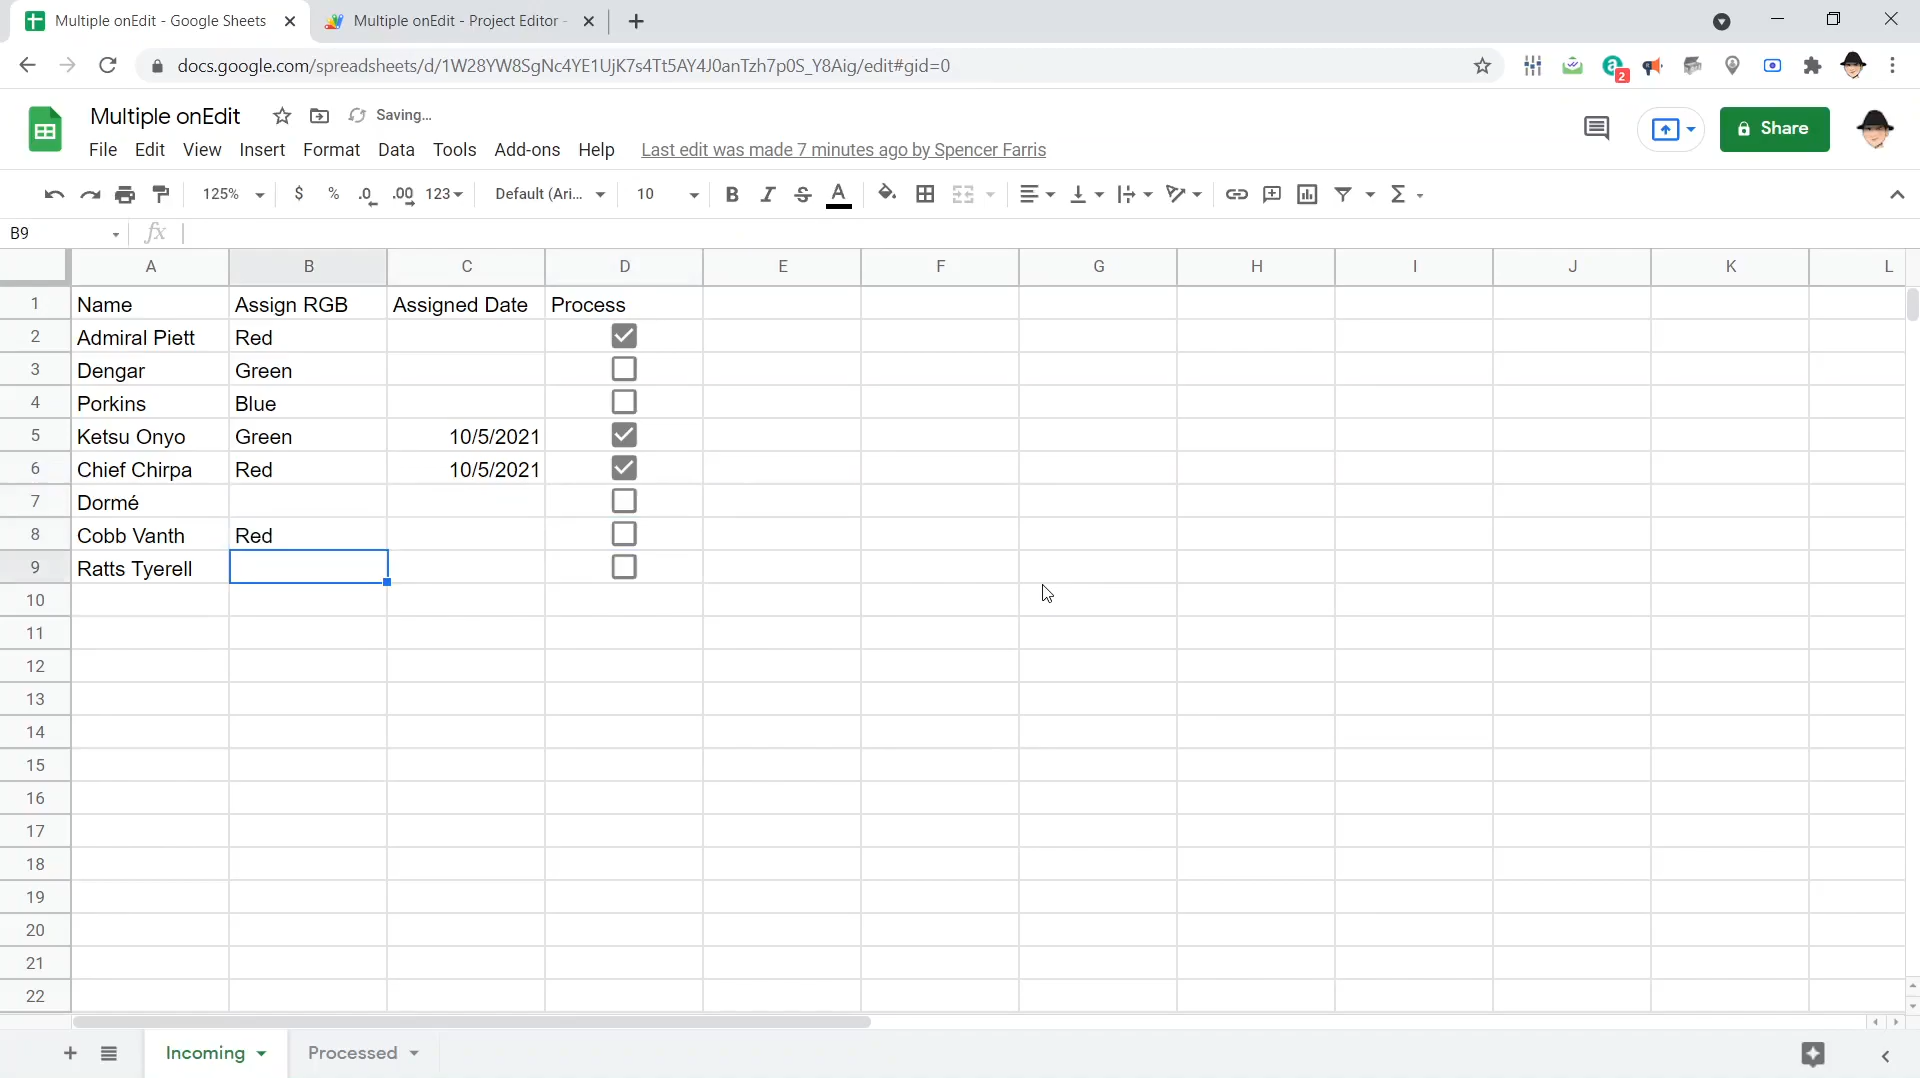 Multiple onEdit - Google Sheets
Multiple onEdit - Project Editor -
docs.google.com/spreadsheets/d/1W28YW8SgNc4YE1UjK7s4Tt5AY4J0anTzh7p0S_Y8Aig/edit#gid=0
2
Multiple onEdit Saving...
Share
File Edit View Insert Format Data Tools Add-ons Help Last edit was made 7 minutes ago by Spencer Farris
125% $ % .0 .00 123 Default (Ari... 10 B I S A Σ
B9 fx
A B C D E F G H I J K L
1 Name Assign RGB Assigned Date Process
2 Admiral Piett Red
3 Dengar Green
4 Porkins Blue
5 Ketsu Onyo Green 10/5/2021
6 Chief Chirpa Red 10/5/2021
7 Dormé
8 Cobb Vanth Red
9 Ratts Tyerell
10
11
12
13
14
15
16
17
18
19
20
21
22
Incoming Processed